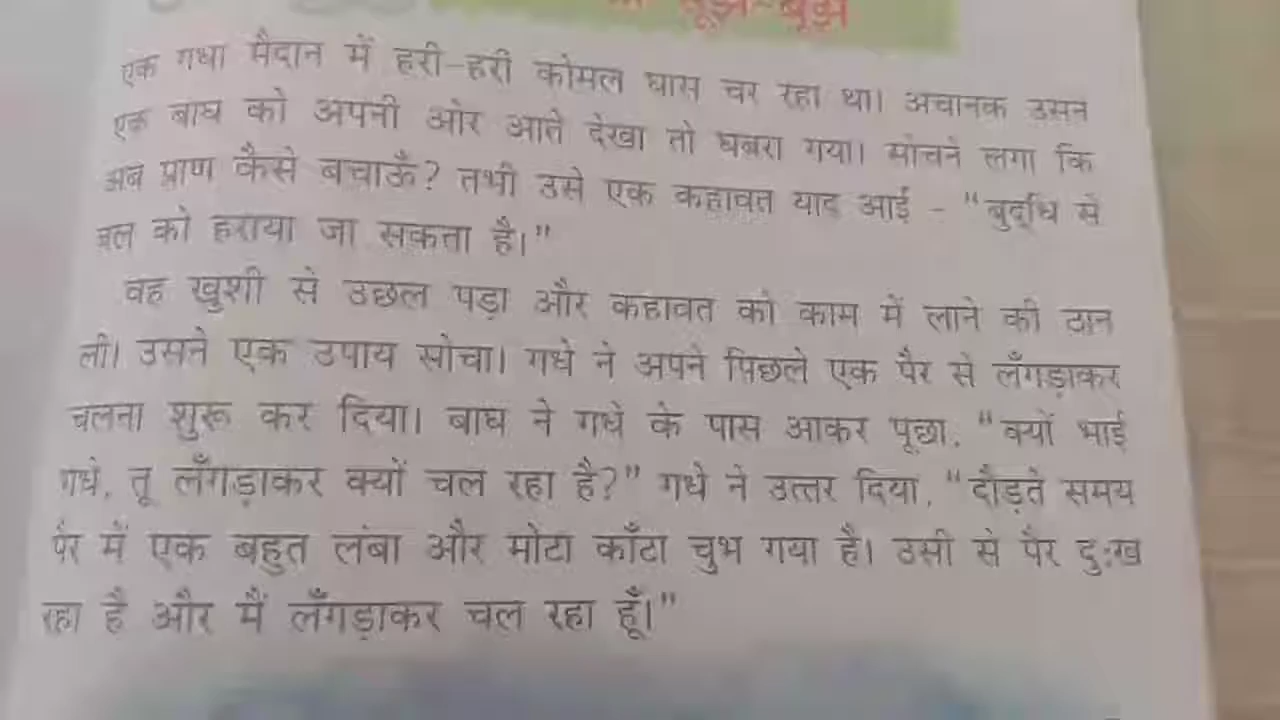 सूझ-बूझ
एक गधा मैदान में हरी-हरी कोमल घास चर रहा था। अचानक उसने
एक बाघ को अपनी ओर आते देखा तो घबरा गया। सोचने लगा कि
अब प्राण कैसे बचाऊँ? तभी उसे एक कहावत याद आई - "बुद्धि से
बल को हराया जा सकता है।"
वह खुशी से उछल पड़ा और कहावत को काम में लाने की ठान
ली। उसने एक उपाय सोचा। गधे ने अपने पिछले एक पैर से लँगड़ाकर
चलना शुरू कर दिया। बाघ ने गधे के पास आकर पूछा, "क्यों भाई
गधे, तू लँगड़ाकर क्यों चल रहा है?" गधे ने उत्तर दिया, "दौड़ते समय
पैर में एक बहुत लंबा और मोटा काँटा चुभ गया है। उसी से पैर दुःख
रहा है और मैं लँगड़ाकर चल रहा हूँ।"